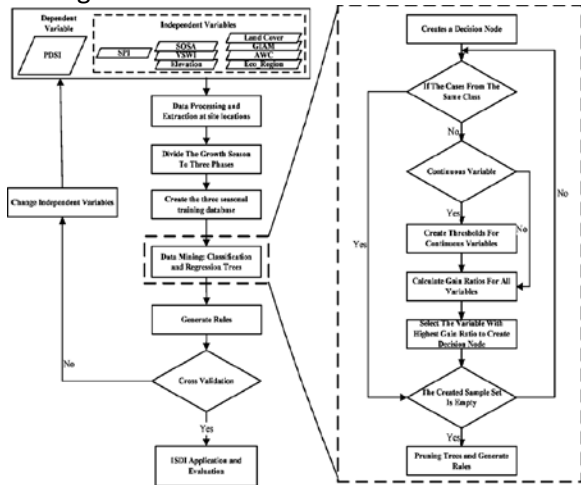 Dependent
Variable
PDSI
Independent Variables
SPI
SOSA
VSWI
Elevation
Land Cover
GIAM
AWC
Eco_Region
Data Processing and
Extraction at site locations
Divide The Growth Season
To Three Phases
Create the three seasonal
training database
Data Mining: Classification
and Regression Trees
Generate Rules
Cross Validation
No
Change Independent Variables
Yes
ISDI Application and
Evaluation
Creates a Decision Node
If The Cases From The
Same Class
No
Continuous Variable
Yes
No
Create Thresholds For
Continuous Variables
Calculate Gain Ratios For All
Variables
Select The Variable With
Highest Gain Ratio to Create
Decision Node
Yes
No
The Created Sample Set
Is Empty
Yes
Pruning Trees and Generate
Rules